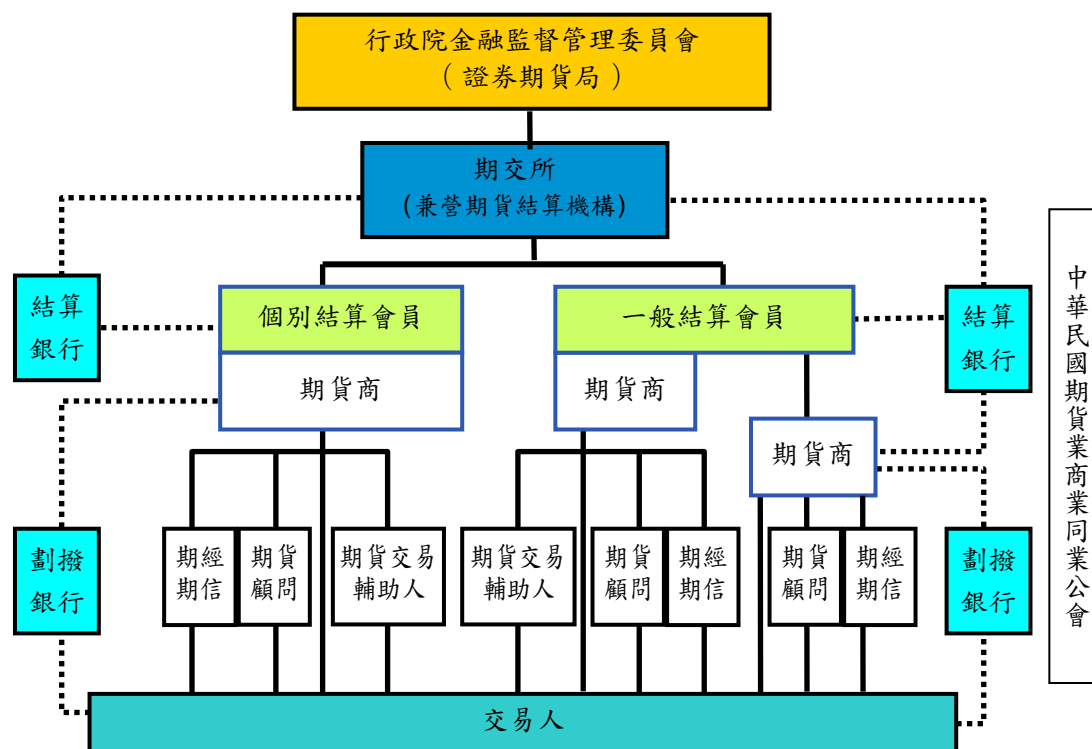 行政院金融監督管理委員會
（證券期貨局）
期交所
(兼營期貨結算機構)
結算
銀行
個別結算會員
一般結算會員
結算
銀行
期貨商
期貨商
期貨商
劃撥
銀行
期經
期信
期貨
顧問
期貨交易
輔助人
期貨交易
輔助人
期貨
顧問
期經
期信
期貨
顧問
期經
期信
劃撥
銀行
交易人
中華民國期貨業商業同業公會